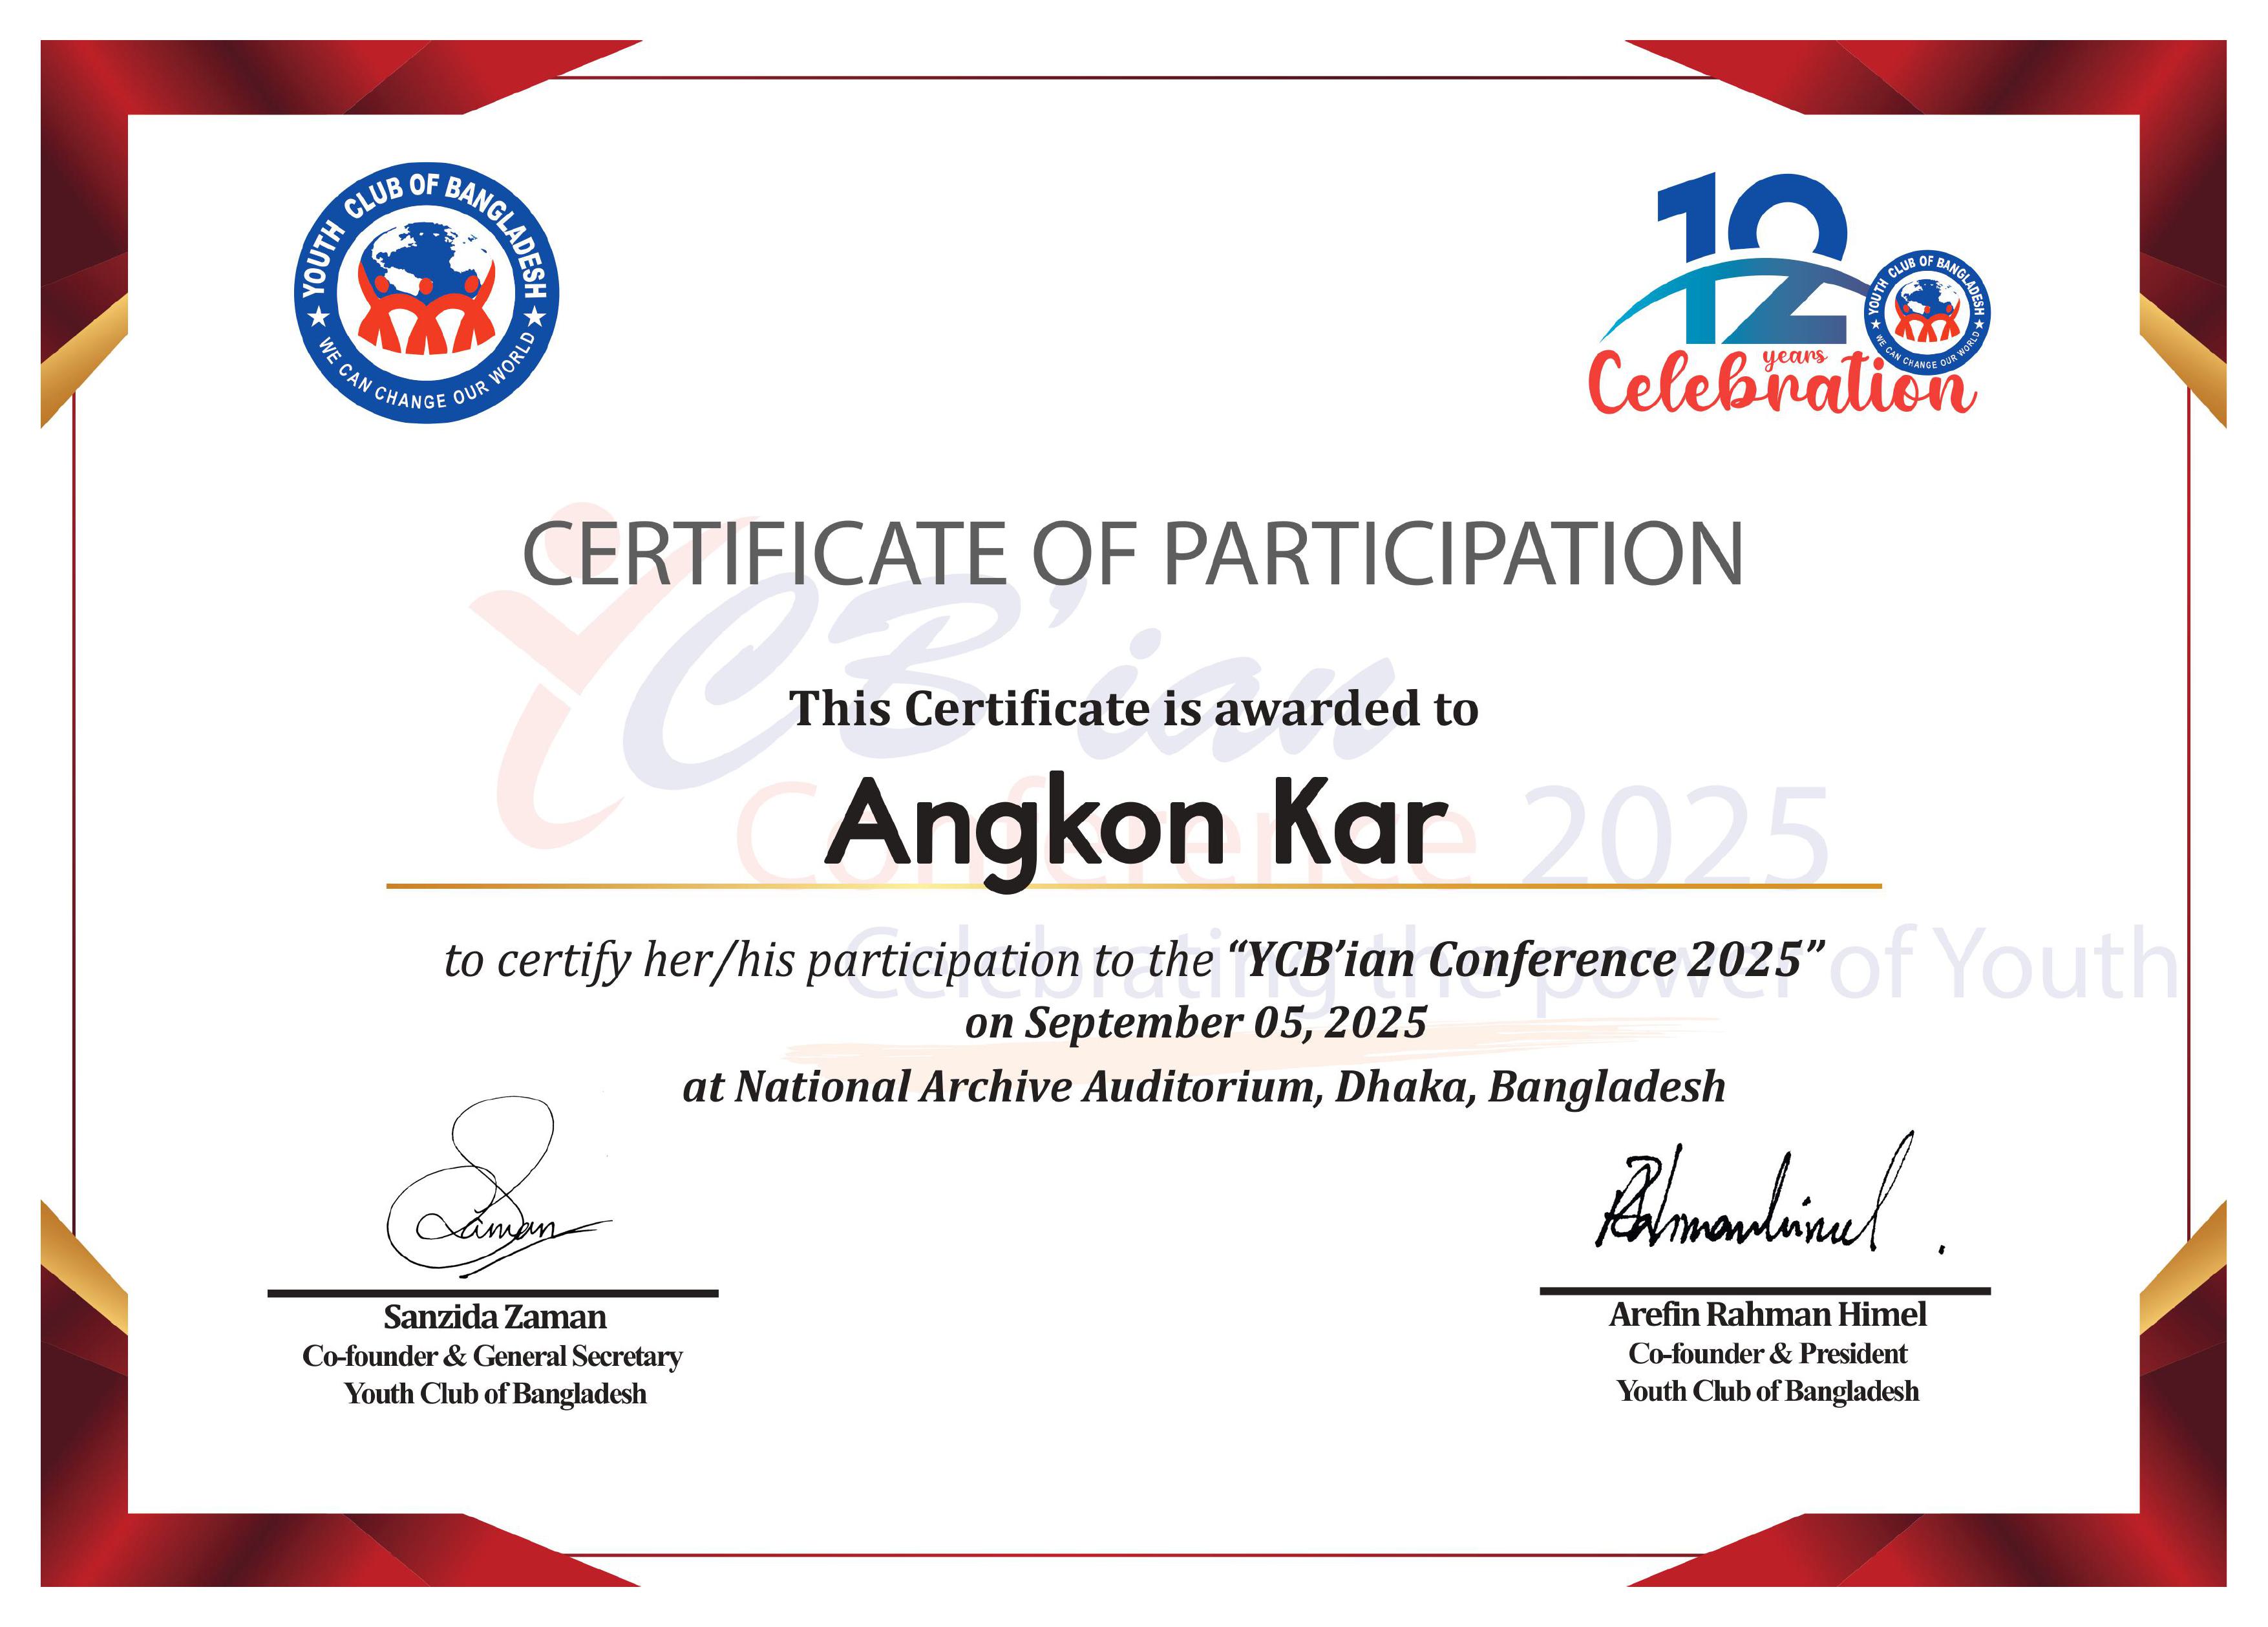 YOUTH CLUB OF BANGLADESH
★ WE CAN CHANGE OUR WORLD ★
12
years
Celebration
YOUTH CLUB OF BANGLADESH
★ WE CAN CHANGE OUR WORLD ★
CERTIFICATE OF PARTICIPATION
YCB’ian
Conference 2025
Celebrating the power of Youth
This Certificate is awarded to
Angkon Kar
to certify her/his participation to the “YCB’ian Conference 2025”
on September 05, 2025
at National Archive Auditorium, Dhaka, Bangladesh
Zaman
Sanzida Zaman
Co-founder & General Secretary
Youth Club of Bangladesh
Arefin Rahman Himel
Co-founder & President
Youth Club of Bangladesh